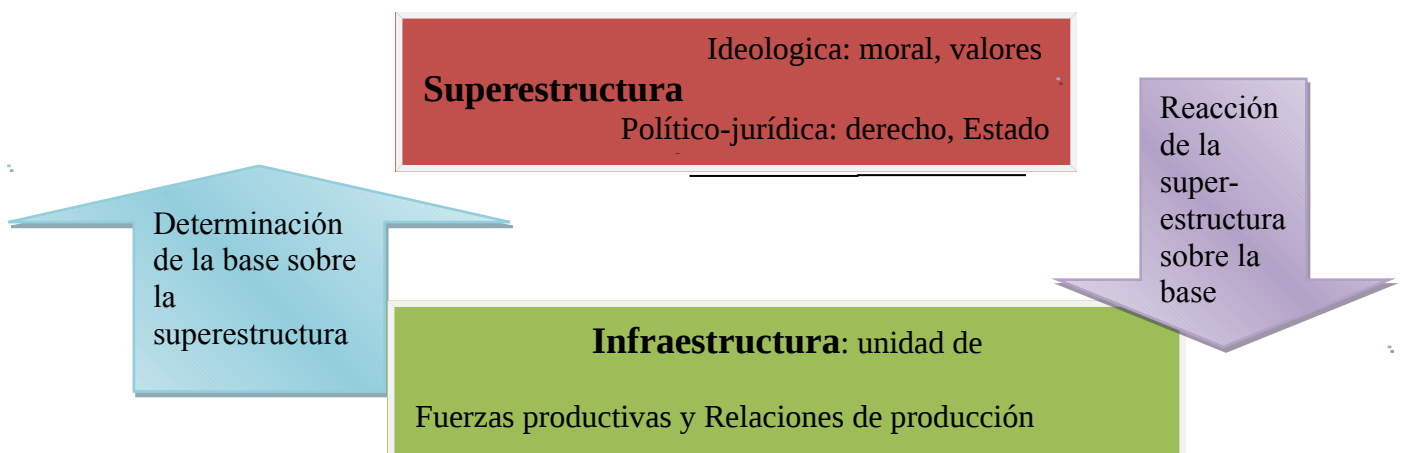 Ideologica: moral, valores
Superestructura
Político-jurídica: derecho, Estado
Determinación
de la base sobre
la
superestructura
Reacción
de la
super-
estructura
sobre la
base
Infraestructura: unidad de
Fuerzas productivas y Relaciones de producción